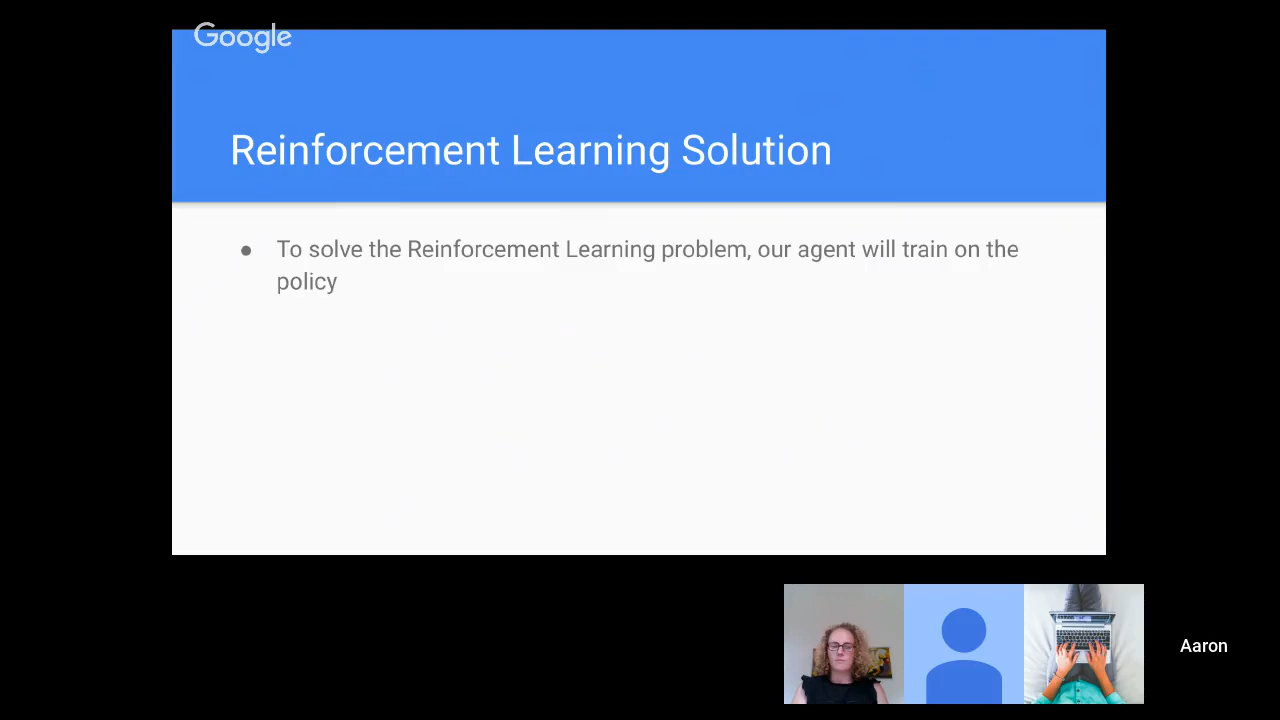 Google
Reinforcement Learning Solution
● To solve the Reinforcement Learning problem, our agent will train on the
policy
Aaron